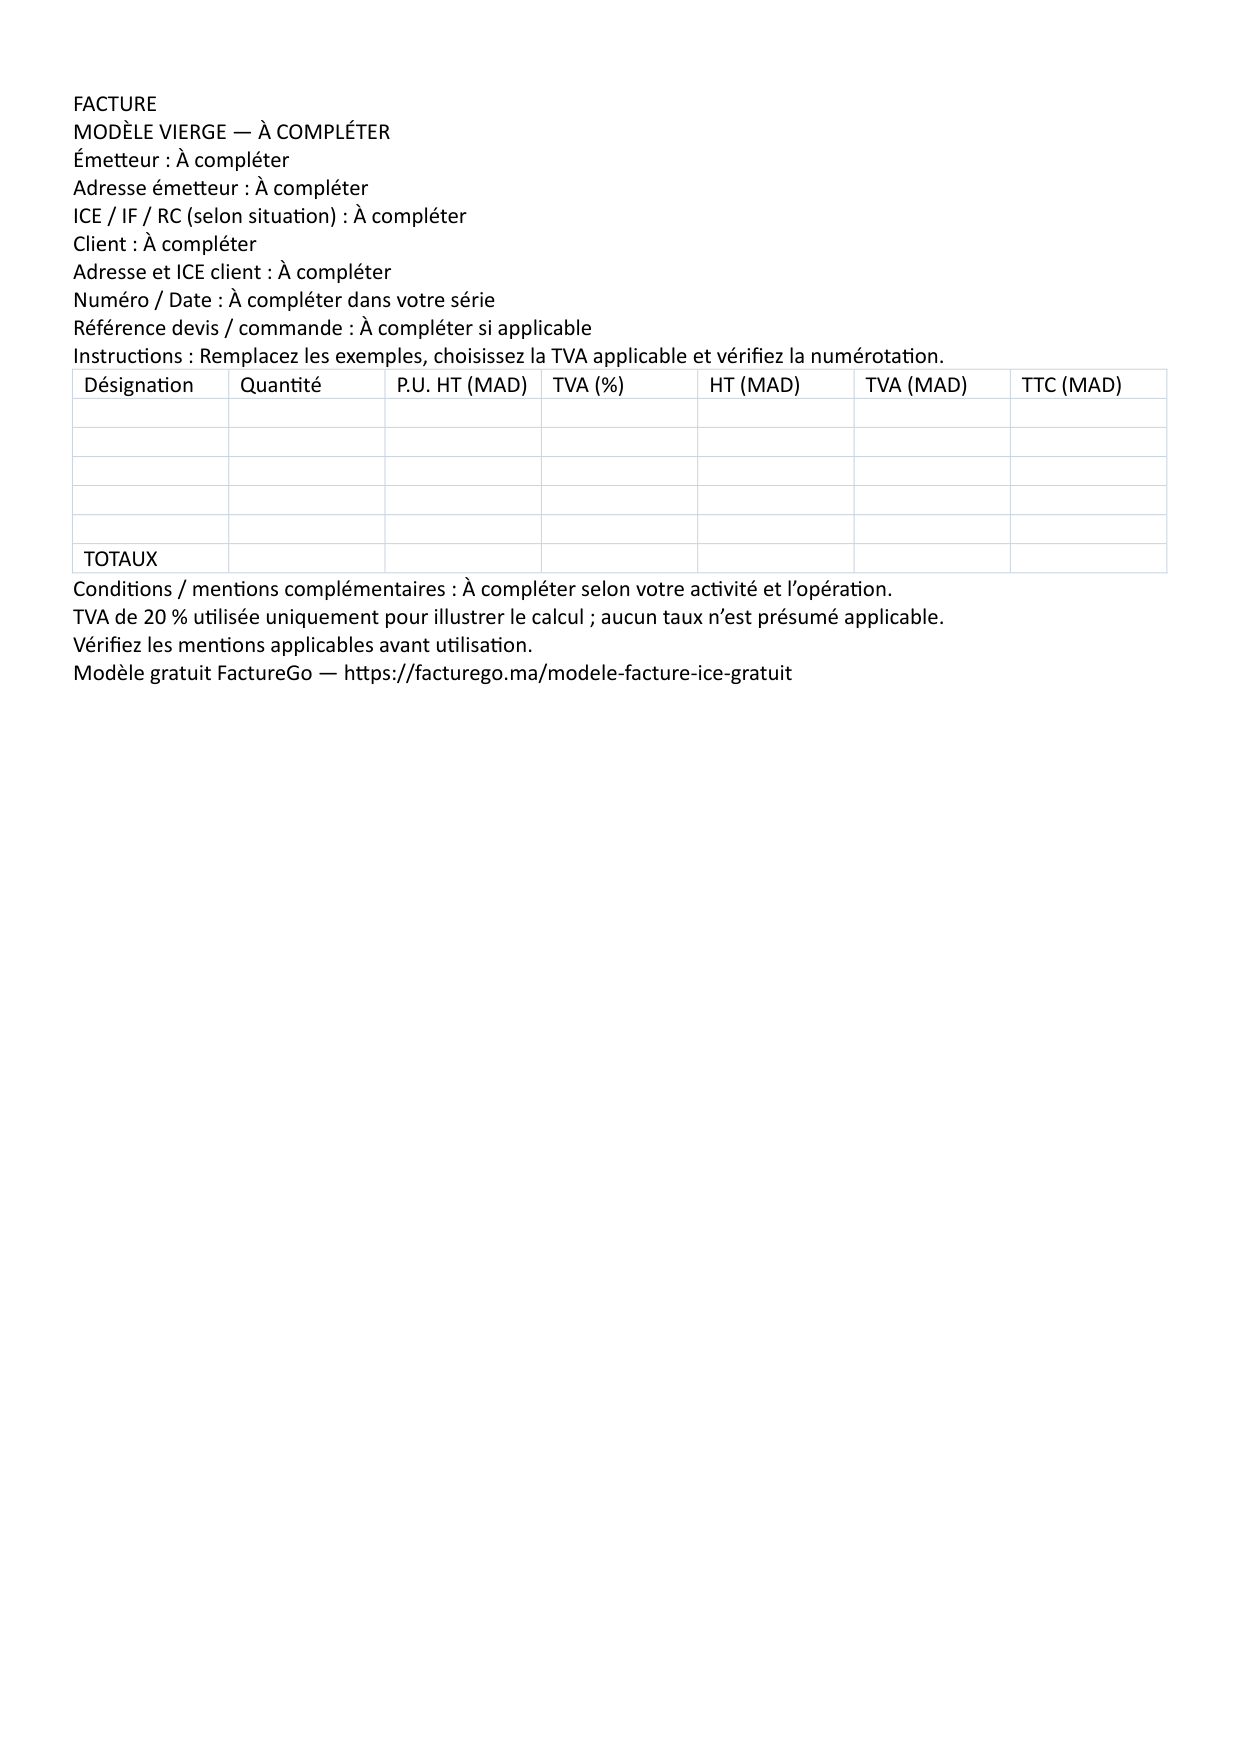 FACTURE
MODÈLE VIERGE — À COMPLÉTER
Émetteur : À compléter
Adresse émetteur : À compléter
ICE / IF / RC (selon situation) : À compléter
Client : À compléter
Adresse et ICE client : À compléter
Numéro / Date : À compléter dans votre série
Référence devis / commande : À compléter si applicable
Instructions : Remplacez les exemples, choisissez la TVA applicable et vérifiez la numérotation.
Désignation Quantité P.U. HT (MAD) TVA (%) HT (MAD) TVA (MAD) TTC (MAD)
TOTAUX
Conditions / mentions complémentaires : À compléter selon votre activité et l’opération.
TVA de 20 % utilisée uniquement pour illustrer le calcul ; aucun taux n’est présumé applicable.
Vérifiez les mentions applicables avant utilisation.
Modèle gratuit FactureGo — https://facturego.ma/modele-facture-ice-gratuit